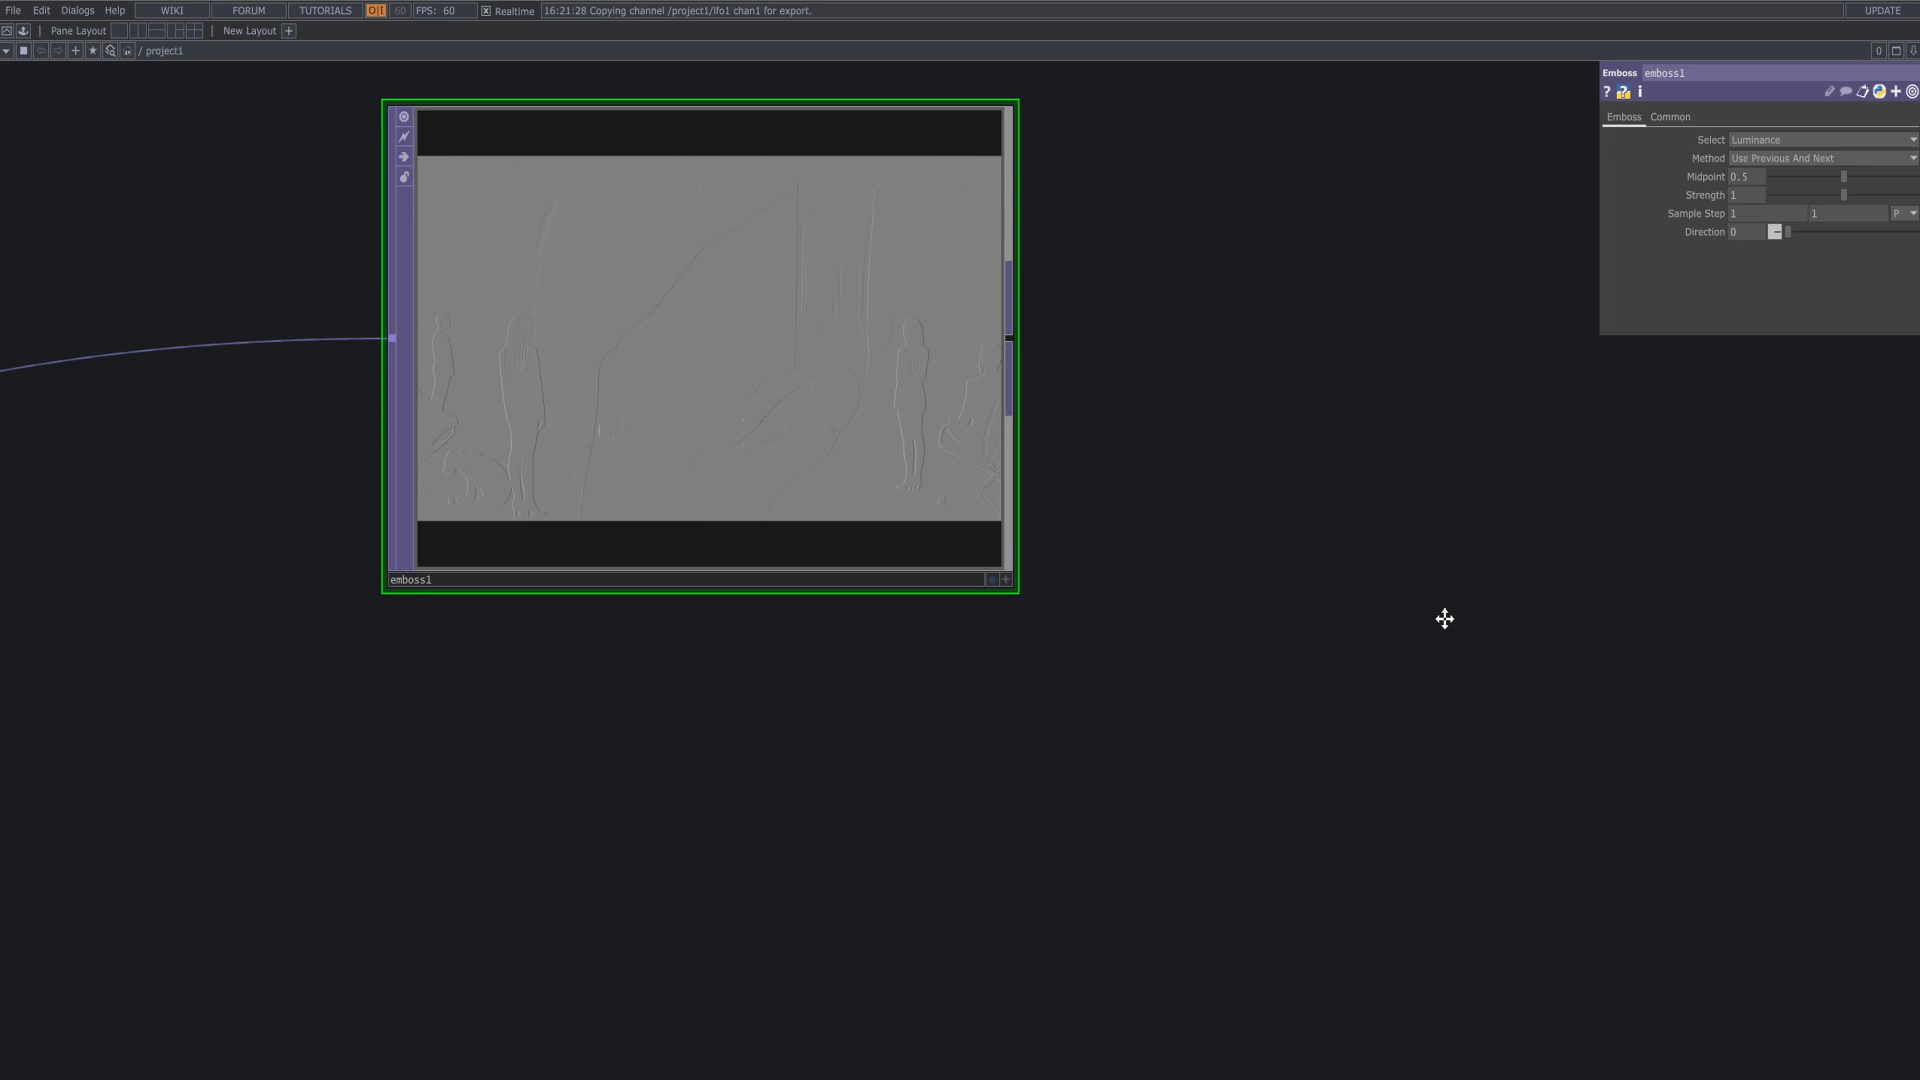 File Edit Dialogs Help WIKI FORUM TUTORIALS O|I 60 FPS: 60 Realtime 16:21:28 Copying channel /project1/lfo1 chan1 for export. UPDATE
Pane Layout New Layout +
/ project1 0
Emboss emboss1
? ? i
Emboss Common
Select Luminance
Method Use Previous And Next
Midpoint 0.5
Strength 1
Sample Step 1 1 P
Direction 0
emboss1